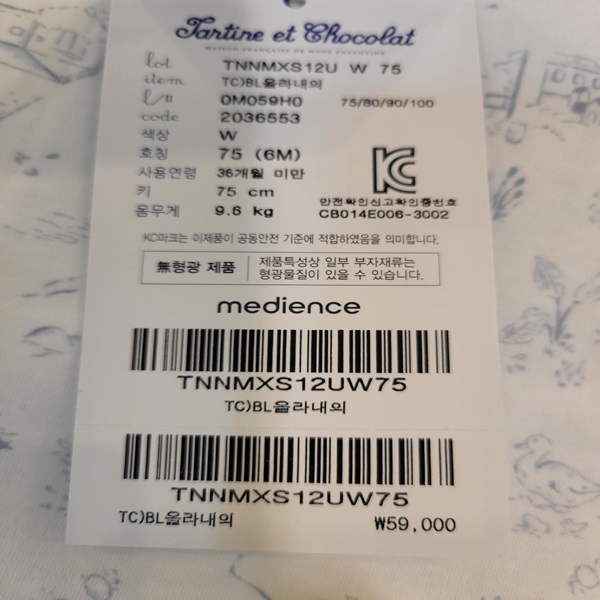 Tartine et Chocolat
MAISON FRANÇAISE DE MODE ENFANTINE
lot TNNMXS12U W 75
item TC)BL올라내의
l/n 0M059H0 75/80/90/100
code 2036553
색상 W
호칭 75 (6M)
사용연령 36개월 미만
키 75 cm
몸무게 9.6 kg
KC
안전확인신고확인증번호
CB014E006-3002
KC마크는 이제품이 공동안전 기준에 적합하였음을 의미합니다.
無형광 제품
제품특성상 일부 부자재류는
형광물질이 있을 수 있습니다.
medience
TNNMXS12UW75
TC)BL올라내의
TNNMXS12UW75
TC)BL올라내의 ₩59,000